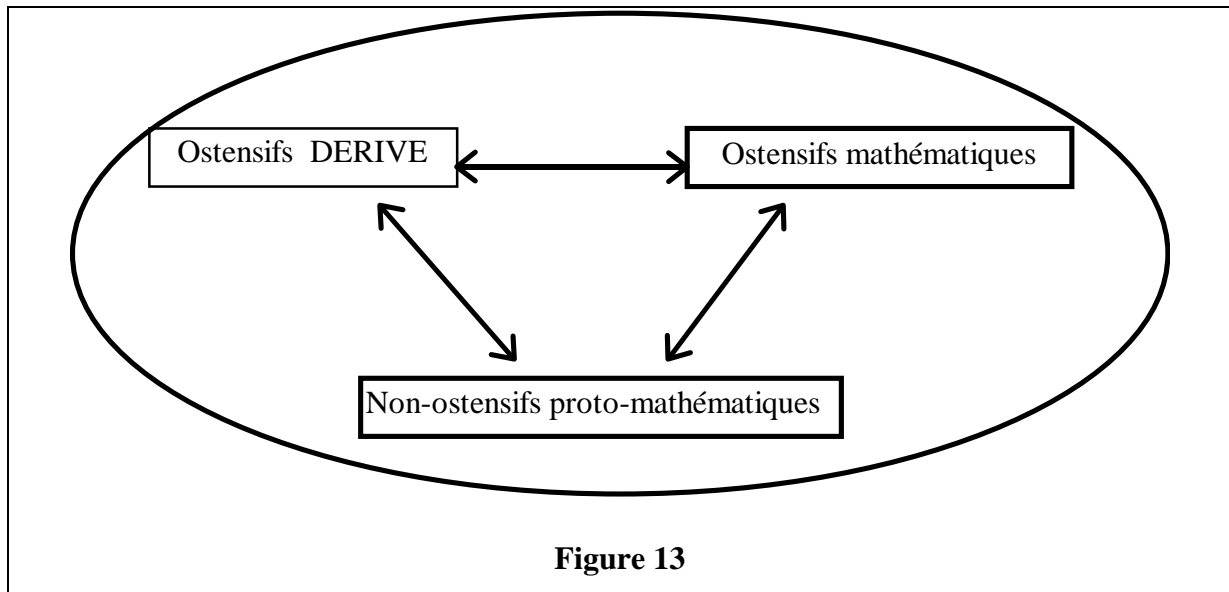 Ostensifs DERIVE
Ostensifs mathématiques
Non-ostensifs proto-mathématiques
Figure 13